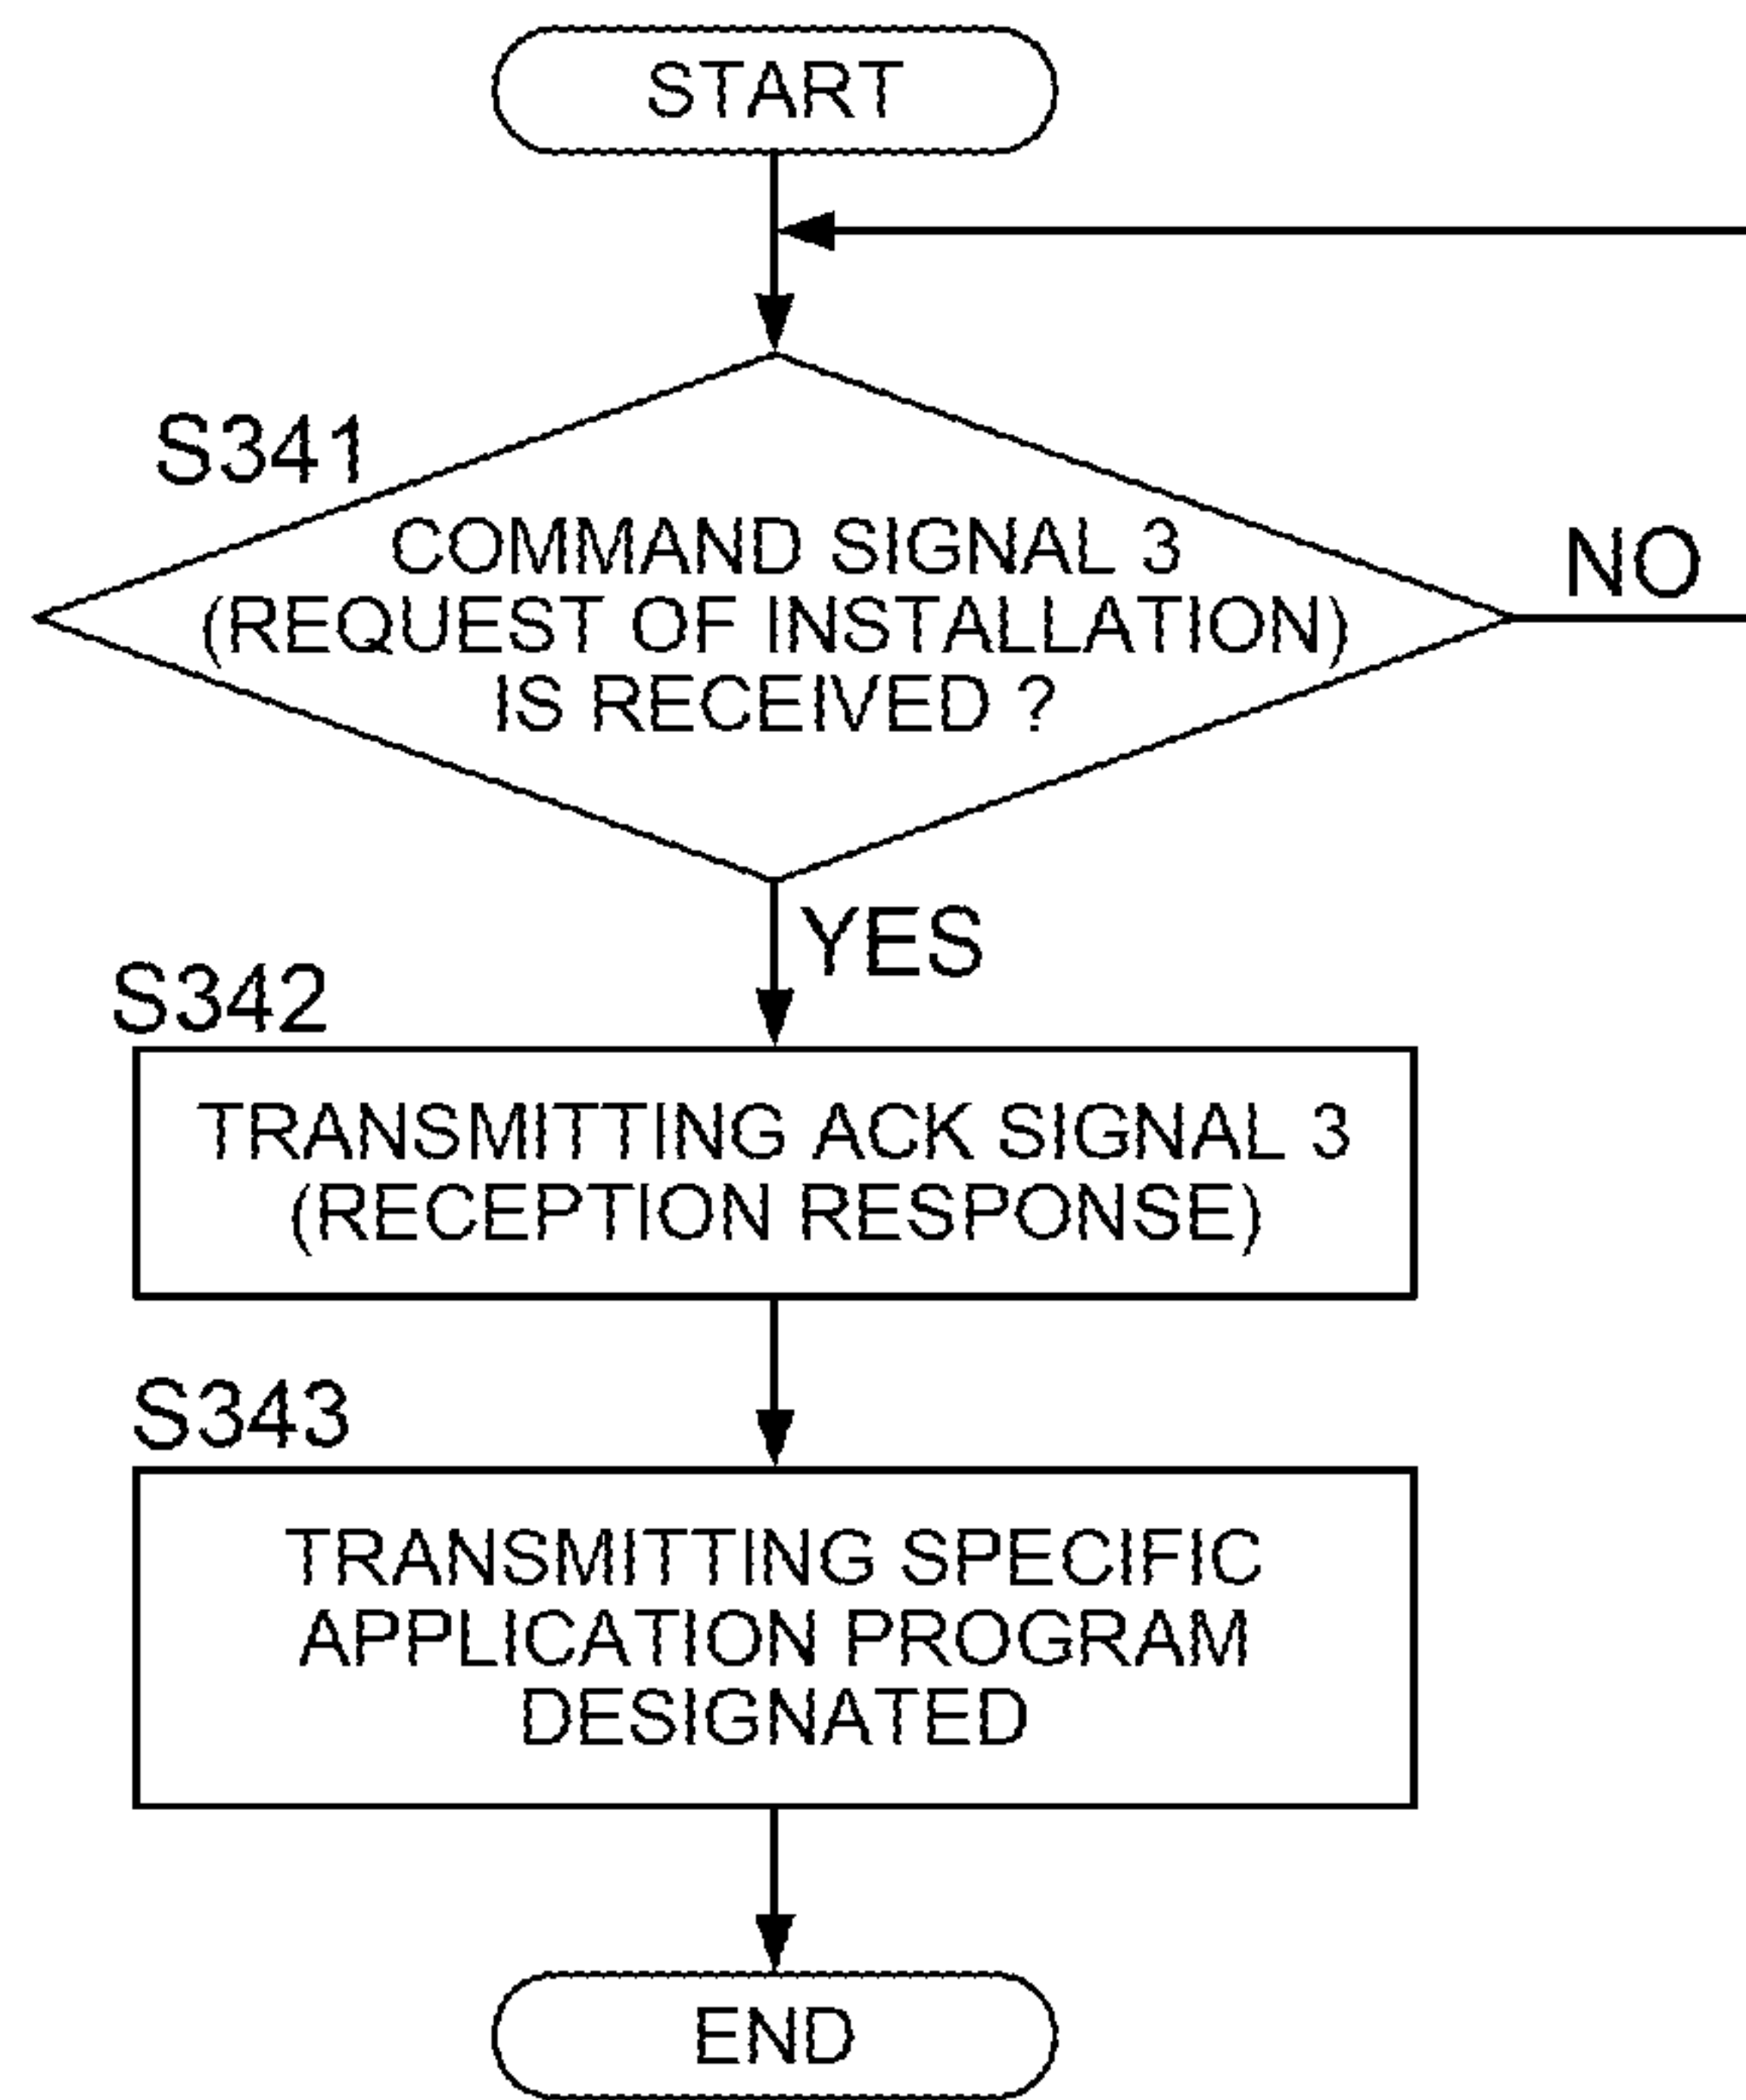 START
S341
COMMAND SIGNAL 3
(REQUEST OF INSTALLATION)
IS RECEIVED ?
NO
YES
S342
TRANSMITTING ACK SIGNAL 3
(RECEPTION RESPONSE)
S343
TRANSMITTING SPECIFIC
APPLICATION PROGRAM
DESIGNATED
END